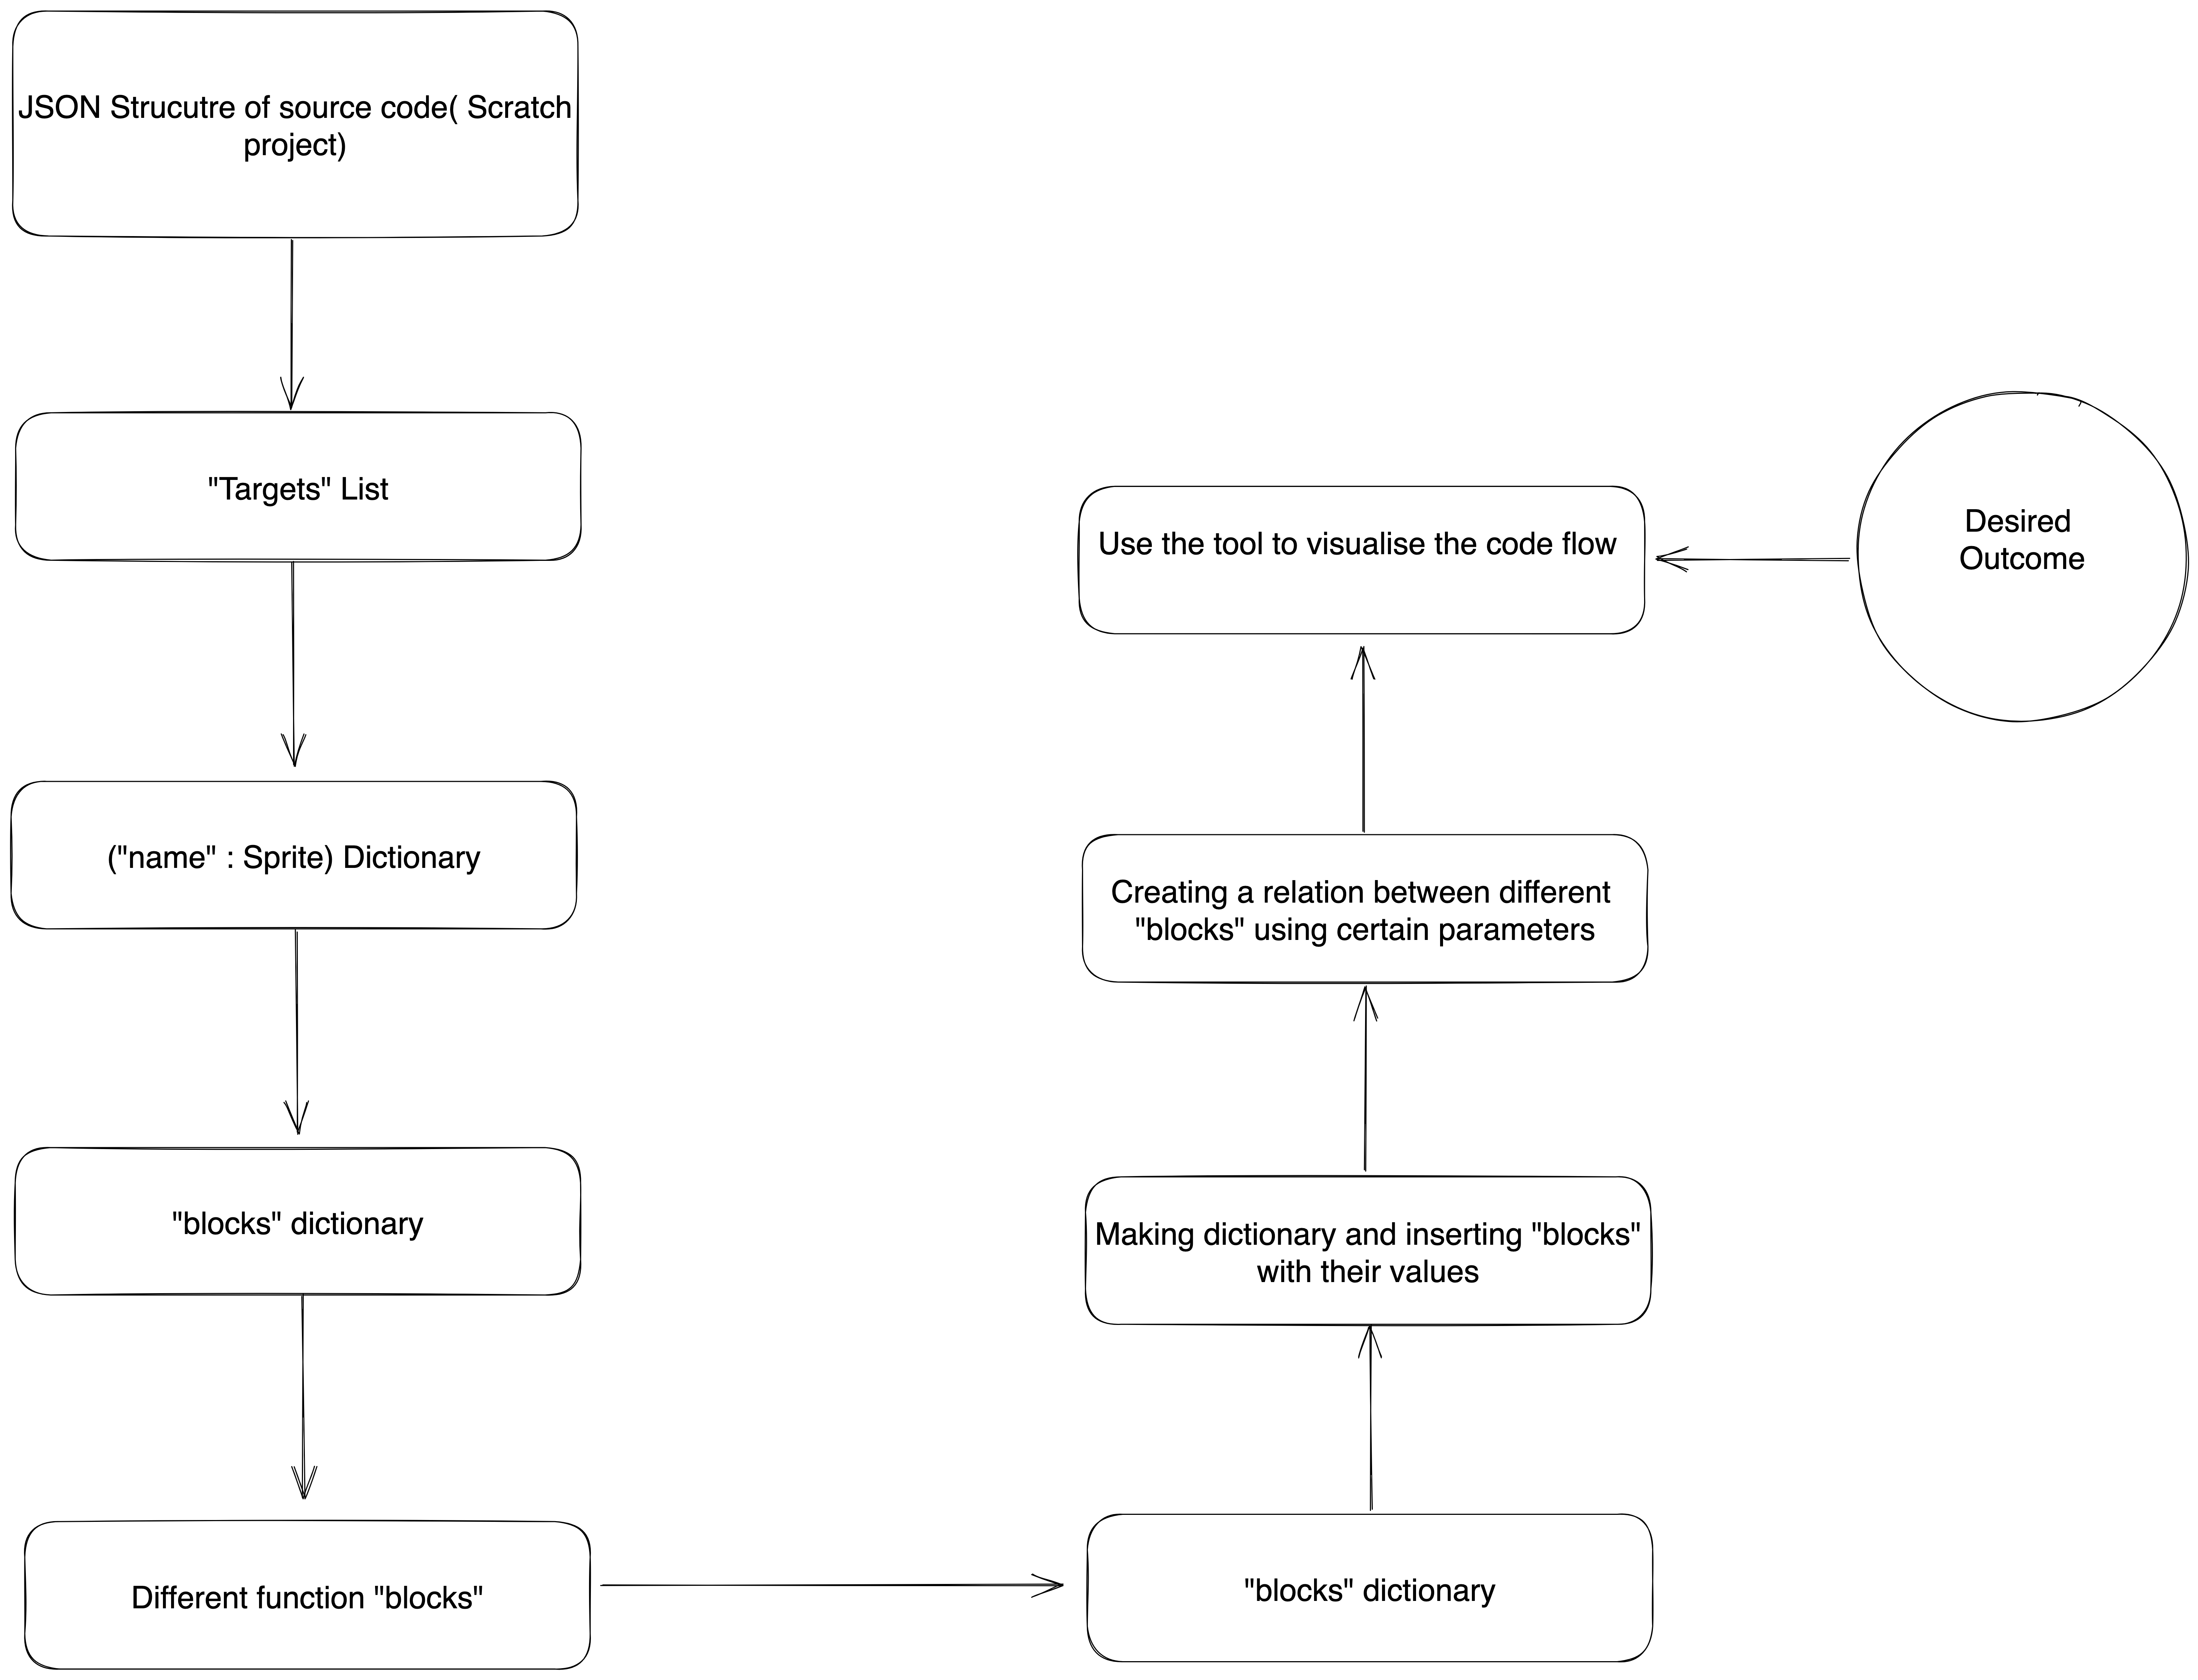 JSON Strucutre of source code( Scratch
project)
"Targets" List
("name" : Sprite) Dictionary
"blocks" dictionary
Different function "blocks"
"blocks" dictionary
Making dictionary and inserting "blocks"
with their values
Creating a relation between different
"blocks" using certain parameters
Use the tool to visualise the code flow
Desired
Outcome